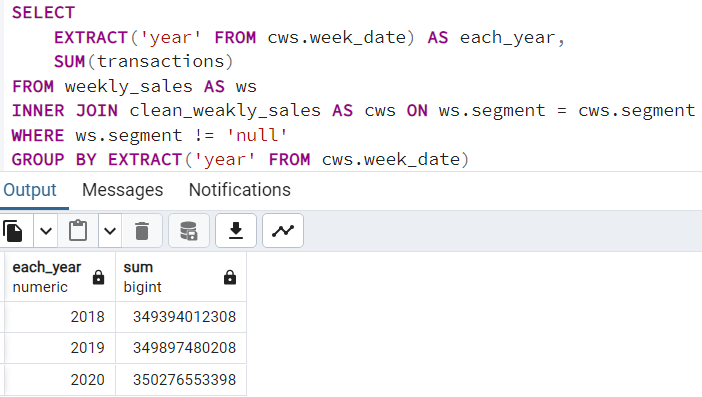 SELECT
EXTRACT('year' FROM cws.week_date) AS each_year,
SUM(transactions)
FROM weekly_sales AS ws
INNER JOIN clean_weakly_sales AS cws ON ws.segment = cws.segment
WHERE ws.segment != 'null'
GROUP BY EXTRACT('year' FROM cws.week_date)
Output Messages Notifications
each_year sum
numeric bigint
2018 349394012308
2019 349897480208
2020 350276553398